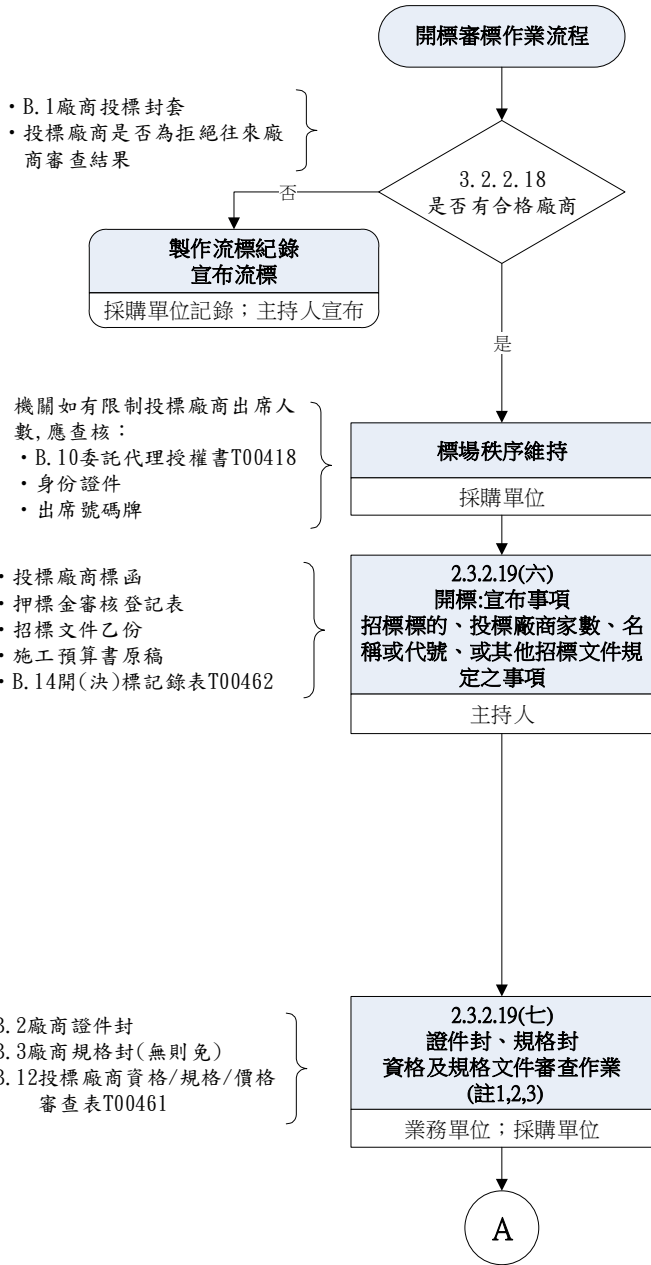 開標審標作業流程
・B.1廠商投標封套
・投標廠商是否為拒絕往來廠
商審查結果
3.2.2.18
是否有合格廠商
否
製作流標紀錄
宣布流標
採購單位記錄；主持人宣布
是
機關如有限制投標廠商出席人
數,應查核：
・B.10委託代理授權書T00418
・身份證件
・出席號碼牌
標場秩序維持
採購單位
・投標廠商標函
・押標金審核登記表
・招標文件乙份
・施工預算書原稿
・B.14開(決)標記錄表T00462
2.3.2.19(六)
開標:宣布事項
招標標的、投標廠商家數、名
稱或代號、或其他招標文件規
定之事項
主持人
.2廠商證件封
.3廠商規格封(無則免)
.12投標廠商資格/規格/價格
審查表T00461
2.3.2.19(七)
證件封、規格封
資格及規格文件審查作業
(註1,2,3)
業務單位；採購單位
A